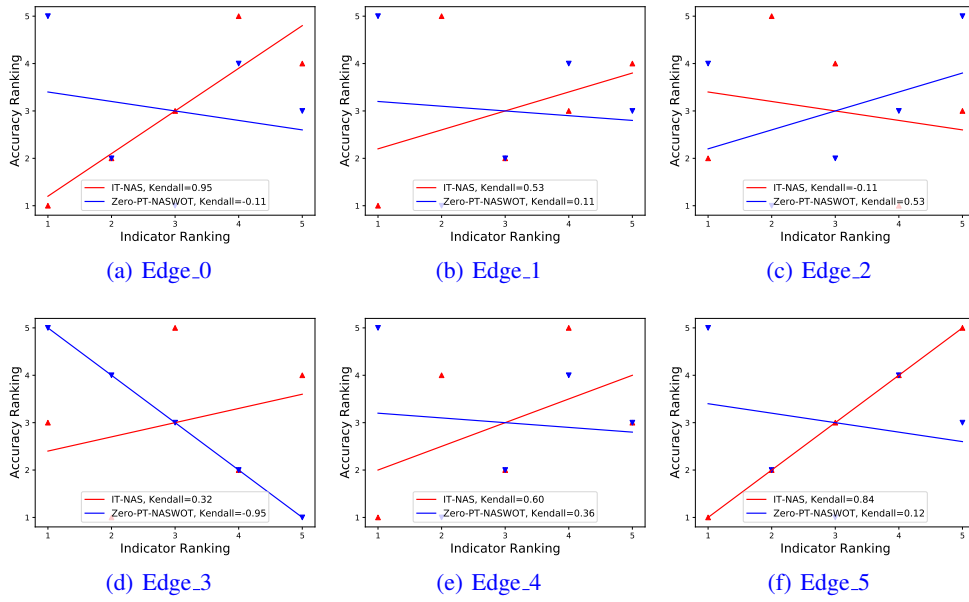 5
4
3
2
1
Accuracy Ranking
IT-NAS, Kendall=0.95
Zero-PT-NASWOT, Kendall=-0.11
1 2 3 4 5
Indicator Ranking
(a) Edge_0
5
4
3
2
1
Accuracy Ranking
IT-NAS, Kendall=0.53
Zero-PT-NASWOT, Kendall=0.11
1 2 3 4 5
Indicator Ranking
(b) Edge_1
5
4
3
2
1
Accuracy Ranking
IT-NAS, Kendall=-0.11
Zero-PT-NASWOT, Kendall=0.53
1 2 3 4 5
Indicator Ranking
(c) Edge_2
5
4
3
2
1
Accuracy Ranking
IT-NAS, Kendall=0.32
Zero-PT-NASWOT, Kendall=-0.95
1 2 3 4 5
Indicator Ranking
(d) Edge_3
5
4
3
2
1
Accuracy Ranking
IT-NAS, Kendall=0.60
Zero-PT-NASWOT, Kendall=0.36
1 2 3 4 5
Indicator Ranking
(e) Edge_4
5
4
3
2
1
Accuracy Ranking
IT-NAS, Kendall=0.84
Zero-PT-NASWOT, Kendall=0.12
1 2 3 4 5
Indicator Ranking
(f) Edge_5